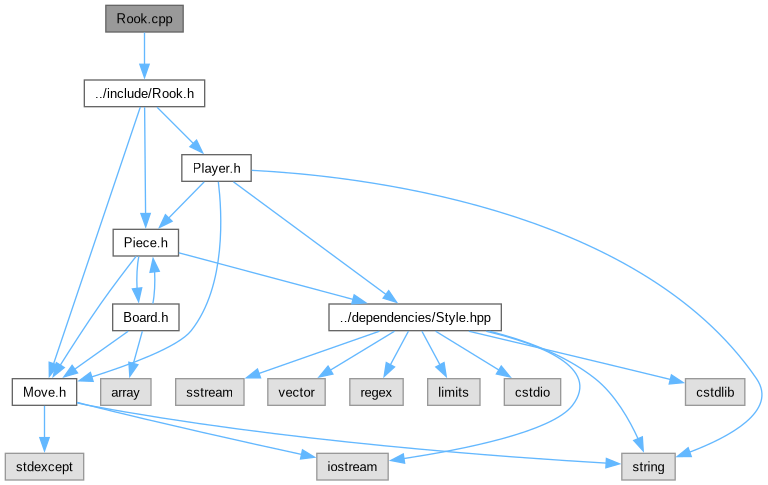 Rook.cpp
../include/Rook.h
Player.h
Piece.h
Board.h
../dependencies/Style.hpp
Move.h
array
sstream
vector
regex
limits
cstdio
cstdlib
stdexcept
iostream
string